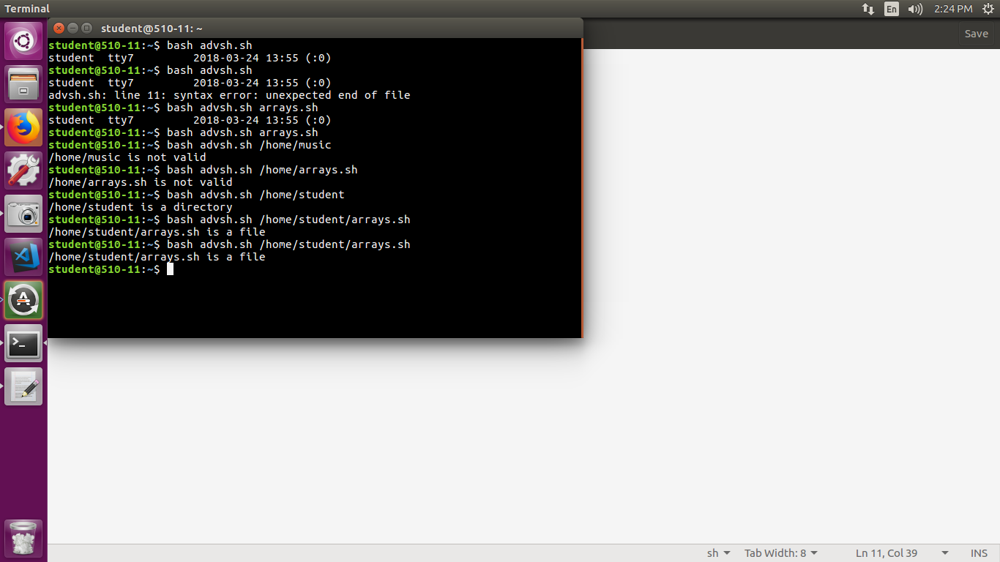 Terminal
En
2:24 PM
student@510-11: ~
Save
student@510-11:~$ bash advsh.sh
student  tty7         2018-03-24 13:55 (:0)
student@510-11:~$ bash advsh.sh
student  tty7         2018-03-24 13:55 (:0)
advsh.sh: line 11: syntax error: unexpected end of file
student@510-11:~$ bash advsh.sh arrays.sh
student  tty7         2018-03-24 13:55 (:0)
student@510-11:~$ bash advsh.sh arrays.sh
student@510-11:~$ bash advsh.sh /home/music
/home/music is not valid
student@510-11:~$ bash advsh.sh /home/arrays.sh
/home/arrays.sh is not valid
student@510-11:~$ bash advsh.sh /home/student
/home/student is a directory
student@510-11:~$ bash advsh.sh /home/student/arrays.sh
/home/student/arrays.sh is a file
student@510-11:~$ bash advsh.sh /home/student/arrays.sh
/home/student/arrays.sh is a file
student@510-11:~$
sh
Tab Width: 8
Ln 11, Col 39
INS